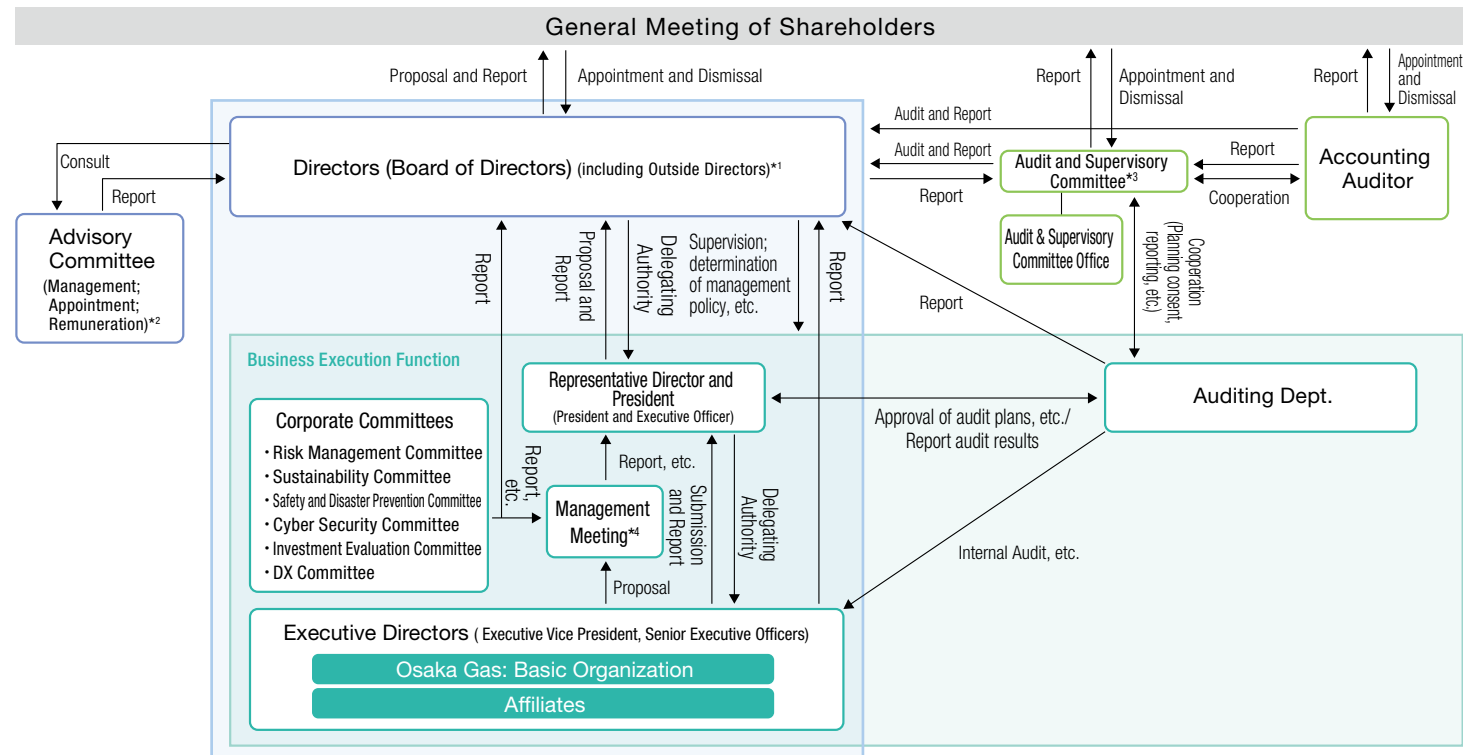 General Meeting of Shareholders
Proposal and Report
Appointment and Dismissal
Report
Appointment and
Dismissal
Report
Appointment
and
Dismissal
Consult
Report
Directors (Board of Directors) (including Outside Directors)*1
Audit and Report
Audit and Report
Report
Audit and Supervisory
Committee*3
Report
Cooperation
Accounting
Auditor
Advisory
Committee
(Management;
Appointment;
Remuneration)*2
Audit & Supervisory
Committee Office
Report
Proposal and
Report
Delegating
Authority
Supervision;
determination
of management
policy, etc.
Report
Report
Cooperation
(Planning consent,
reporting, etc.)
Business Execution Function
Representative Director and
President
(President and Executive Officer)
Auditing Dept.
Approval of audit plans, etc./
Report audit results
Corporate Committees
・Risk Management Committee
・Sustainability Committee
・Safety and Disaster Prevention Committee
・Cyber Security Committee
・Investment Evaluation Committee
・DX Committee
Report,
etc.
Report, etc.
Management
Meeting*4
Submission
and Report
Delegating
Authority
Internal Audit, etc.
Proposal
Executive Directors ( Executive Vice President, Senior Executive Officers)
Osaka Gas: Basic Organization
Affiliates